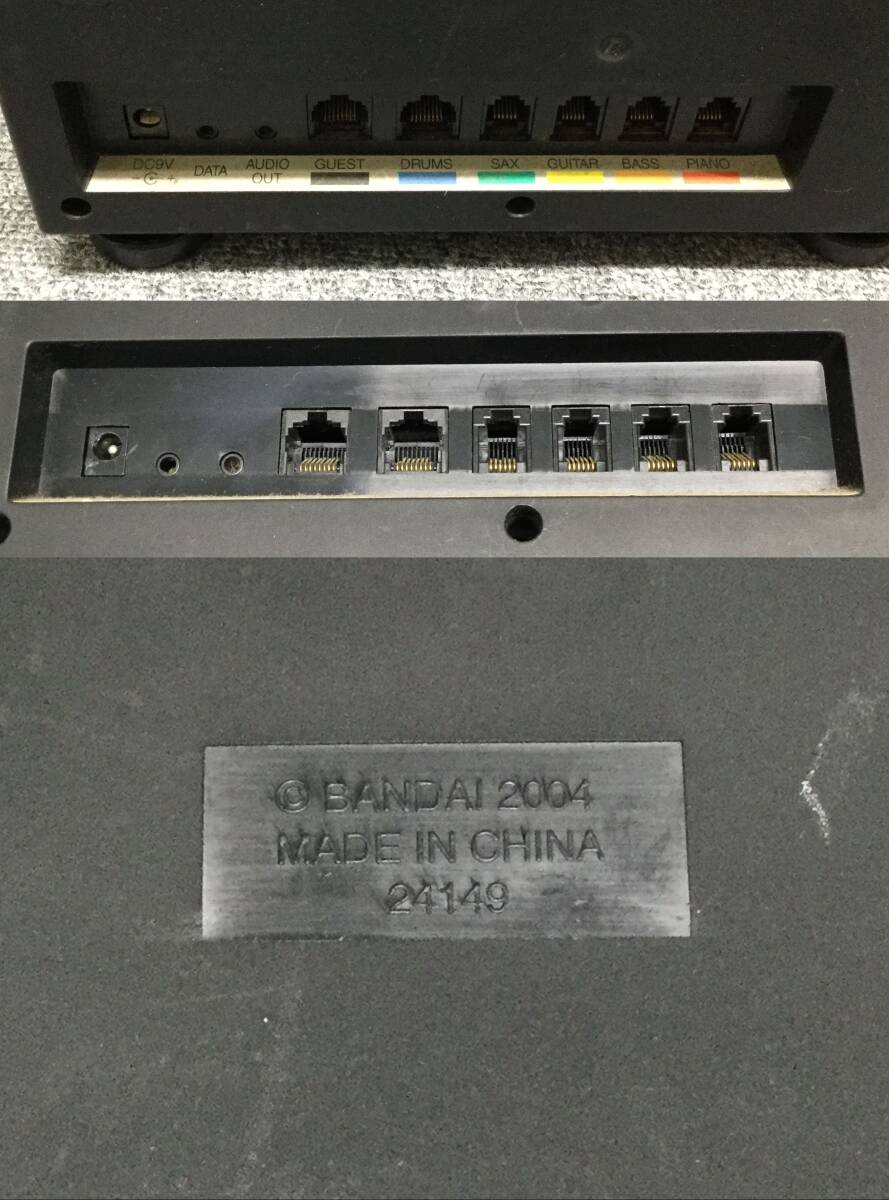 DC9V DATA AUDIO OUT GUEST DRUMS SAX GUITAR BASS PIANO
- +
© BANDAI 2004
MADE IN CHINA
24149